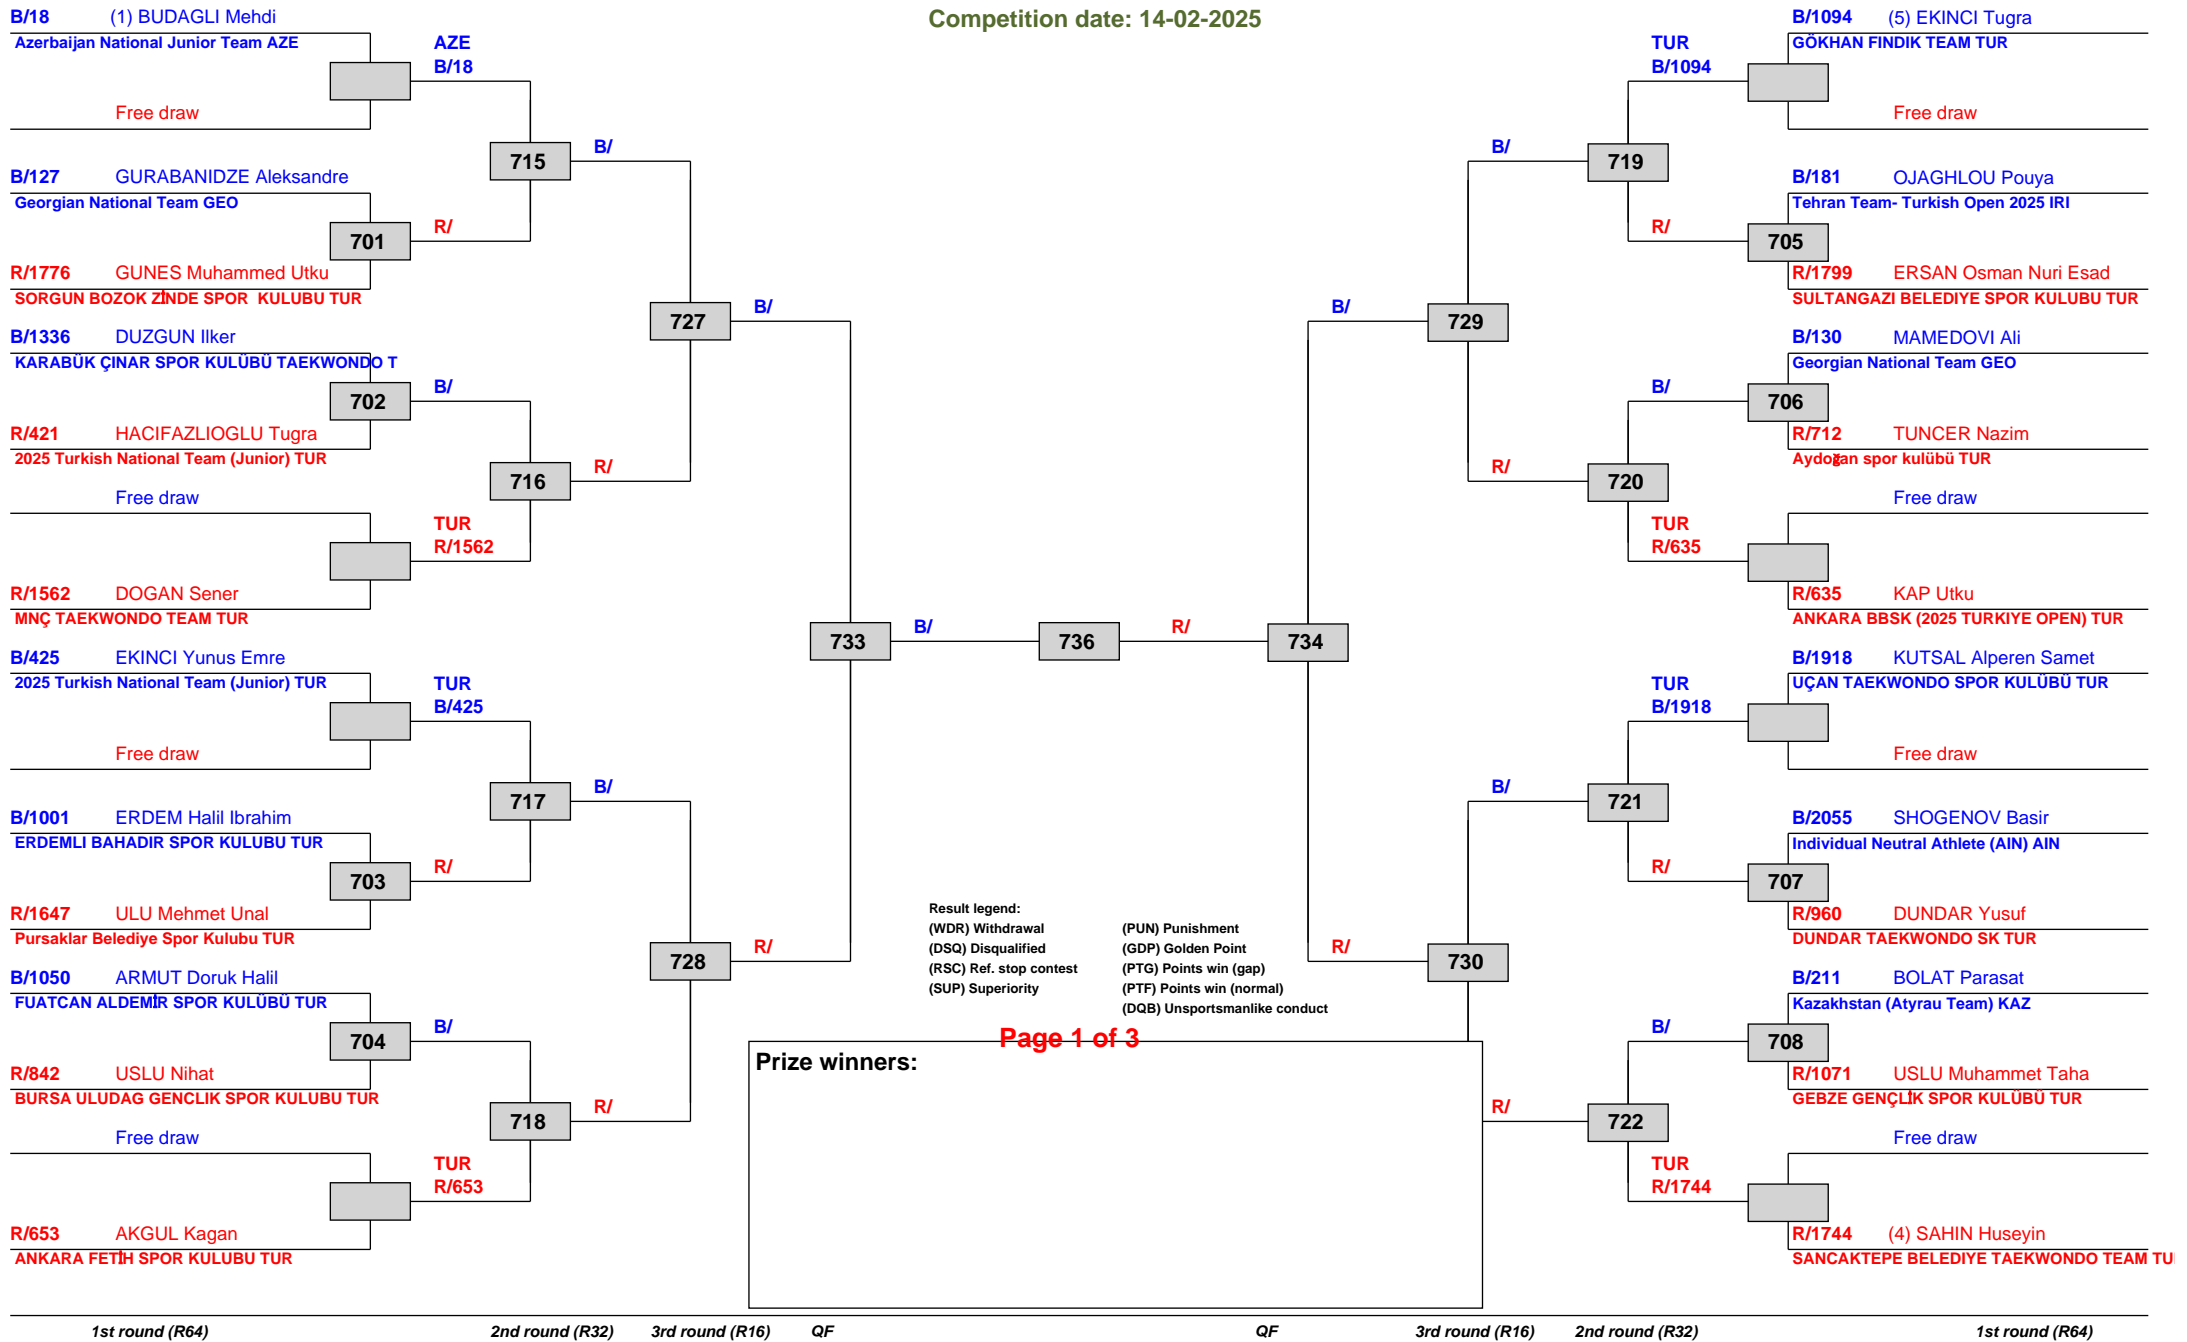 Competition date: 14-02-2025
B/18 (1) BUDAGLI Mehdi
Azerbaijan National Junior Team AZE
AZE
B/18
Free draw
715
B/
B/127 GURABANIDZE Aleksandre
Georgian National Team GEO
701
R/
R/1776 GUNES Muhammed Utku
SORGUN BOZOK ZİNDE SPOR KULUBU TUR
727
B/
B/1336 DUZGUN Ilker
KARABÜK ÇINAR SPOR KULÜBÜ TAEKWONDO T
702
B/
R/421 HACIFAZLIOGLU Tugra
2025 Turkish National Team (Junior) TUR
716
R/
Free draw
TUR
R/1562
R/1562 DOGAN Sener
MNÇ TAEKWONDO TEAM TUR
733
B/
736
R/
734
B/425 EKINCI Yunus Emre
2025 Turkish National Team (Junior) TUR
TUR
B/425
Free draw
717
B/
B/1001 ERDEM Halil Ibrahim
ERDEMLI BAHADIR SPOR KULUBU TUR
703
R/
R/1647 ULU Mehmet Unal
Pursaklar Belediye Spor Kulubu TUR
728
R/
B/1050 ARMUT Doruk Halil
FUATCAN ALDEMİR SPOR KULÜBÜ TUR
704
B/
R/842 USLU Nihat
BURSA ULUDAG GENCLIK SPOR KULUBU TUR
718
R/
Free draw
TUR
R/653
R/653 AKGUL Kagan
ANKARA FETİH SPOR KULUBU TUR
B/1094 (5) EKINCI Tugra
GÖKHAN FINDIK TEAM TUR
TUR
B/1094
Free draw
B/
719
B/181 OJAGHLOU Pouya
Tehran Team- Turkish Open 2025 IRI
R/
705
R/1799 ERSAN Osman Nuri Esad
SULTANGAZI BELEDIYE SPOR KULUBU TUR
B/
729
B/130 MAMEDOVI Ali
Georgian National Team GEO
B/
706
R/712 TUNCER Nazim
Aydoğan spor kulübü TUR
R/
720
Free draw
TUR
R/635
R/635 KAP Utku
ANKARA BBSK (2025 TURKIYE OPEN) TUR
B/1918 KUTSAL Alperen Samet
UÇAN TAEKWONDO SPOR KULÜBÜ TUR
TUR
B/1918
Free draw
B/
721
B/2055 SHOGENOV Basir
Individual Neutral Athlete (AIN) AIN
R/
707
R/960 DUNDAR Yusuf
DUNDAR TAEKWONDO SK TUR
R/
730
B/211 BOLAT Parasat
Kazakhstan (Atyrau Team) KAZ
B/
708
R/1071 USLU Muhammet Taha
GEBZE GENÇLİK SPOR KULÜBÜ TUR
R/
722
Free draw
TUR
R/1744
R/1744 (4) SAHIN Huseyin
SANCAKTEPE BELEDIYE TAEKWONDO TEAM TU
Result legend:
(WDR) Withdrawal (PUN) Punishment
(DSQ) Disqualified (GDP) Golden Point
(RSC) Ref. stop contest (PTG) Points win (gap)
(SUP) Superiority (PTF) Points win (normal)
(DQB) Unsportsmanlike conduct
Page 1 of 3
Prize winners:
1st round (R64) 2nd round (R32) 3rd round (R16) QF QF 3rd round (R16) 2nd round (R32) 1st round (R64)